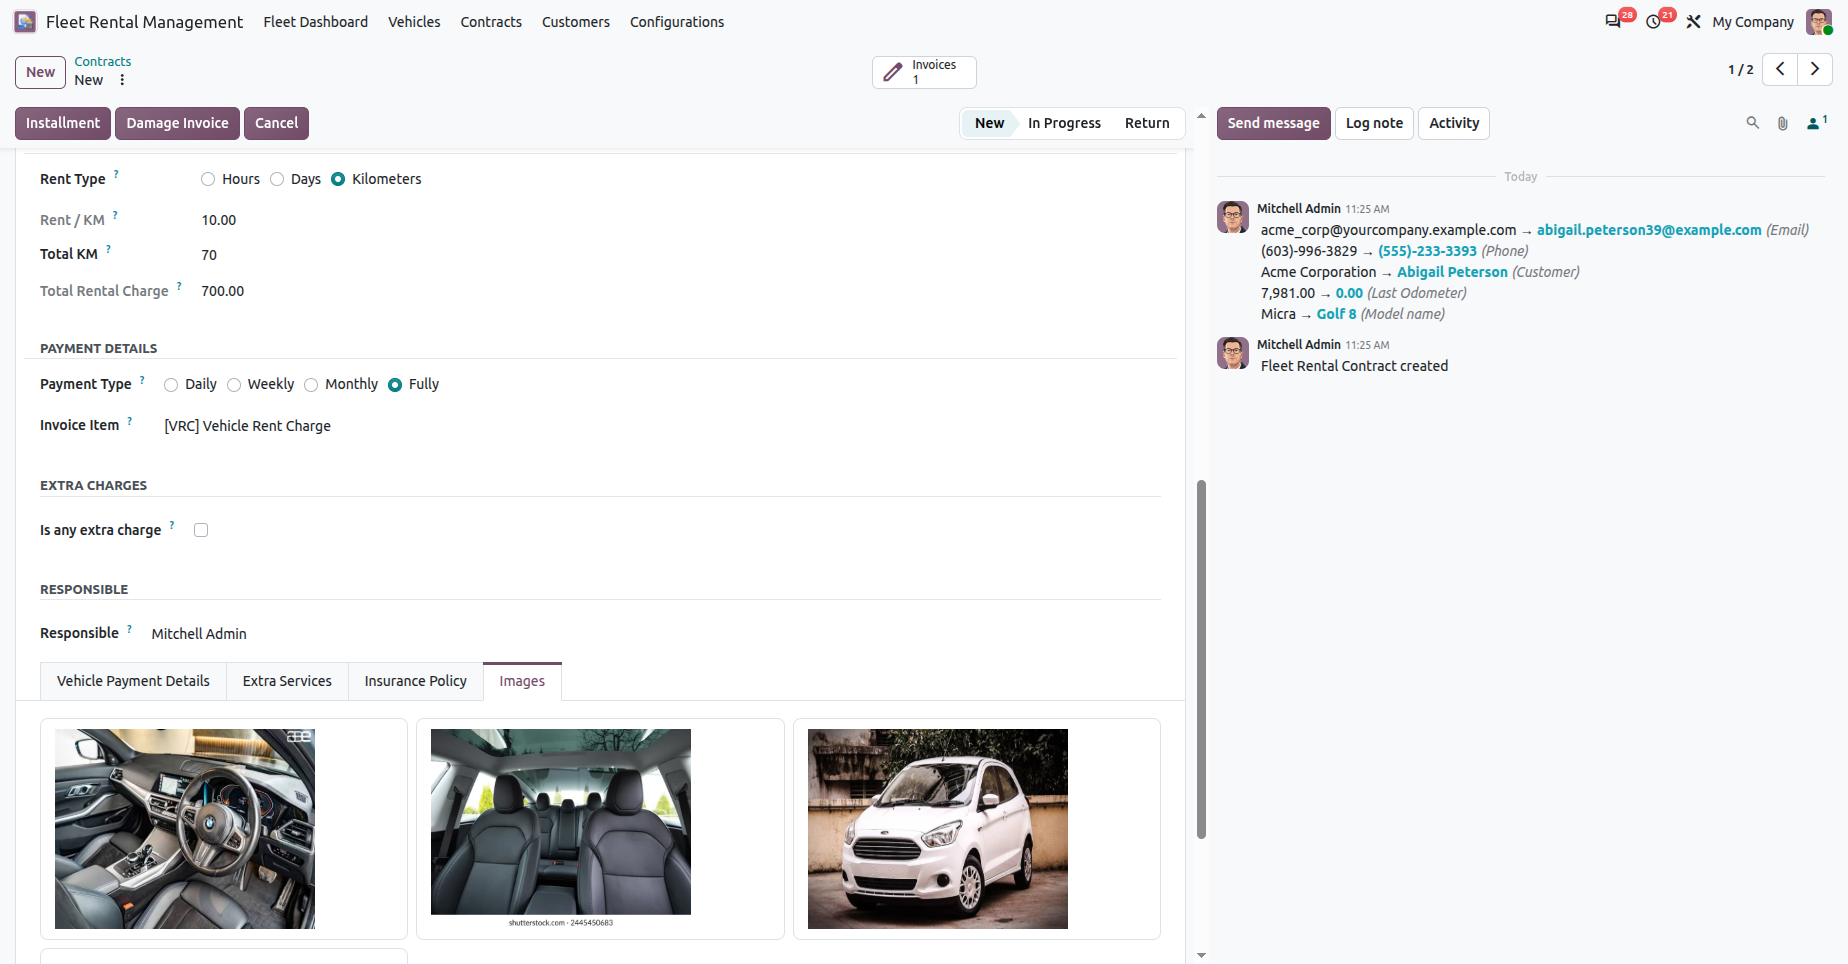 Fleet Rental Management Fleet Dashboard Vehicles Contracts Customers Configurations 28 21 My Company
New Contracts Invoices
New 1 1 / 2
Installment Damage Invoice Cancel New In Progress Return Send message Log note Activity 1
Rent Type ? Hours Days Kilometers
Rent / KM ? 10.00
Total KM ? 70
Total Rental Charge ? 700.00
PAYMENT DETAILS
Payment Type ? Daily Weekly Monthly Fully
Invoice Item ? [VRC] Vehicle Rent Charge
EXTRA CHARGES
Is any extra charge ?
RESPONSIBLE
Responsible ? Mitchell Admin
Vehicle Payment Details Extra Services Insurance Policy Images
shutterstock.com · 2445450683
Today
Mitchell Admin 11:25 AM
acme_corp@yourcompany.example.com → abigail.peterson39@example.com (Email)
(603)-996-3829 → (555)-233-3393 (Phone)
Acme Corporation → Abigail Peterson (Customer)
7,981.00 → 0.00 (Last Odometer)
Micra → Golf 8 (Model name)
Mitchell Admin 11:25 AM
Fleet Rental Contract created